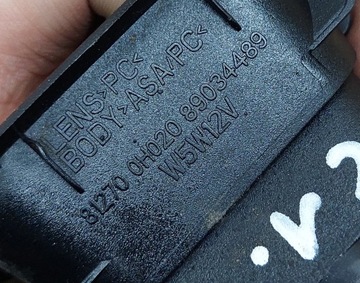 LENS>PC<
BODY>ASA/PC<
81270 0H020 89034489
W5W12V